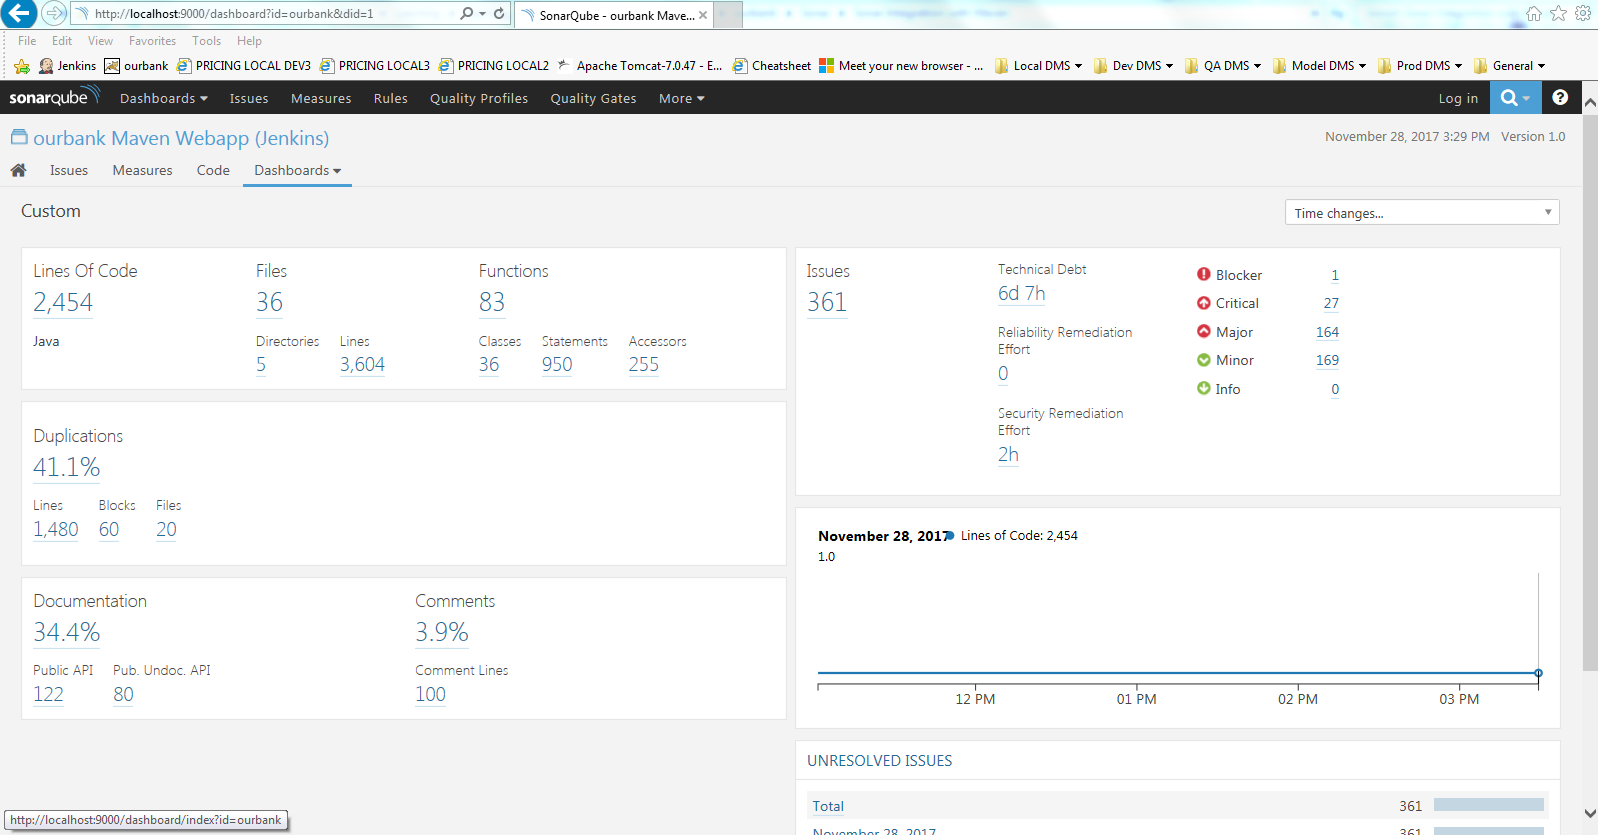 http://localhost:9000/dashboard?id=ourbank&did=1
SonarQube - ourbank Mave...
File Edit View Favorites Tools Help
Jenkins ourbank PRICING LOCAL DEV3 PRICING LOCAL3 PRICING LOCAL2 Apache Tomcat-7.0.47 - E... Cheatsheet Meet your new browser - ... Local DMS Dev DMS QA DMS Model DMS Prod DMS General
sonarqube Dashboards Issues Measures Rules Quality Profiles Quality Gates More Log in
ourbank Maven Webapp (Jenkins)
November 28, 2017 3:29 PM Version 1.0
Issues Measures Code Dashboards
Custom
Time changes...
Lines Of Code Files Functions
2,454 36 83
Directories Lines Classes Statements Accessors
Java
5 3,604 36 950 255
Duplications
41.1%
Lines Blocks Files
1,480 60 20
Documentation Comments
34.4% 3.9%
Public API Pub. Undoc. API Comment Lines
122 80 100
Issues
361
Technical Debt
6d 7h
Reliability Remediation
Effort
0
Security Remediation
Effort
2h
Blocker 1
Critical 27
Major 164
Minor 169
Info 0
November 28, 2017 Lines of Code: 2,454
1.0
12 PM 01 PM 02 PM 03 PM
UNRESOLVED ISSUES
Total 361
November 28, 2017 361
http://localhost:9000/dashboard/index?id=ourbank